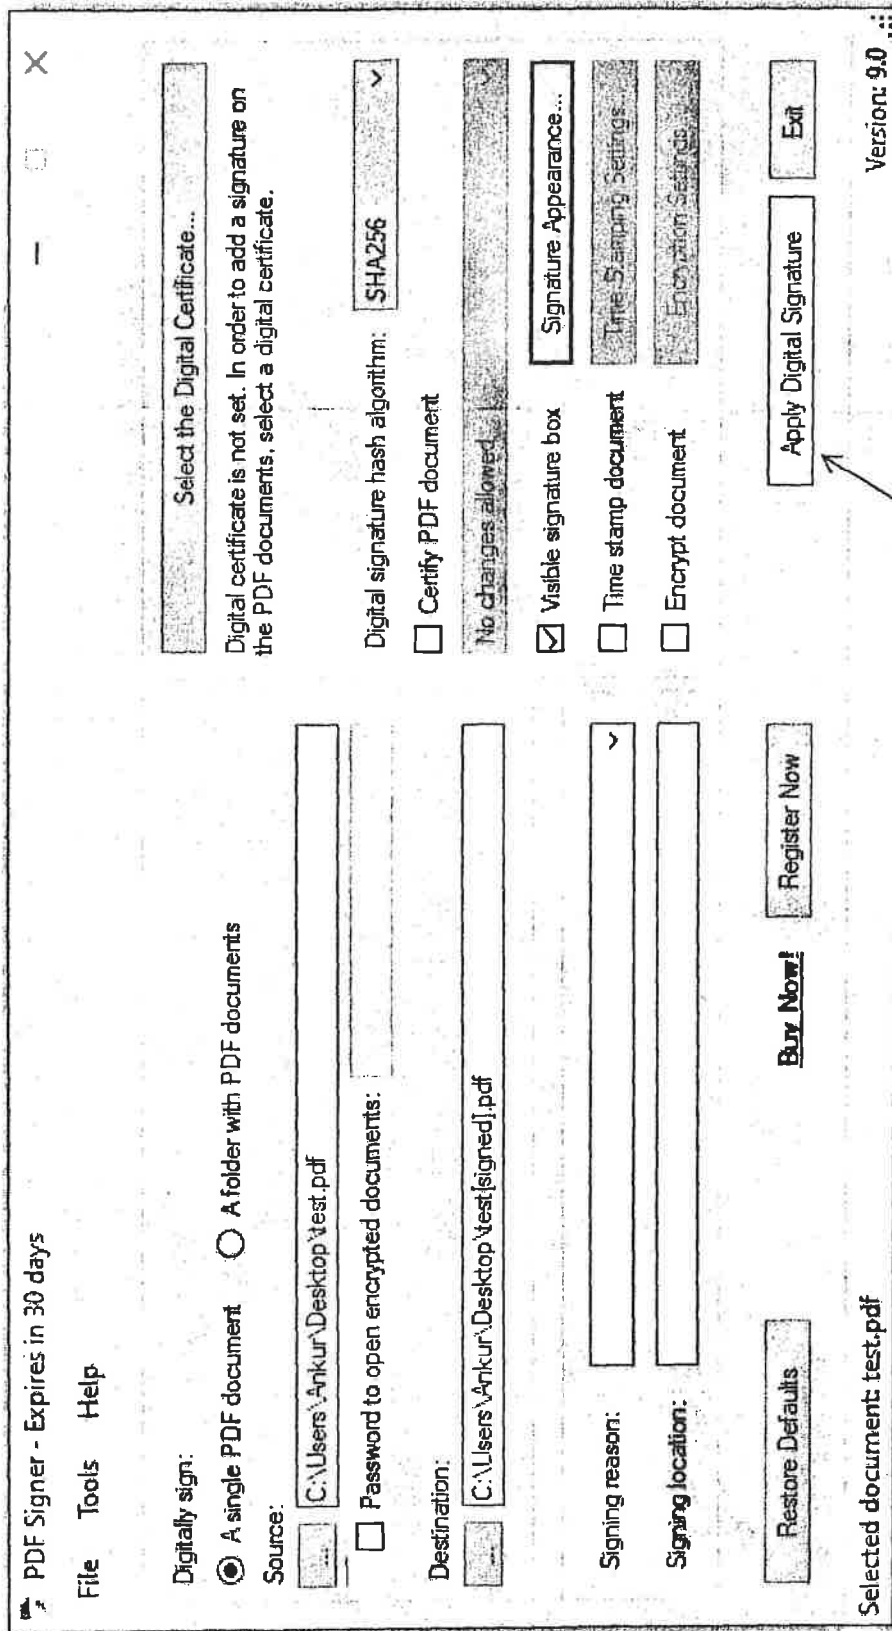 PDF Signer - Expires in 30 days
File Tools Help
Digitally sign:
A single PDF document A folder with PDF documents
Source:
... C:\Users\Ankur\Desktop\test.pdf
Password to open encrypted documents:
Destination:
... C:\Users\Ankur\Desktop\test[signed].pdf
Signing reason:
Signing location:
Select the Digital Certificate...
Digital certificate is not set. In order to add a signature on
the PDF documents, select a digital certificate.
Digital signature hash algorithm: SHA256
Certify PDF document
No changes allowed
Visible signature box Signature Appearance...
Time stamp document Time Stamping Settings
Encrypt document Encryption Settings
Restore Defaults Buy Now! Register Now Apply Digital Signature Exit
Selected document: test.pdf Version: 9.0